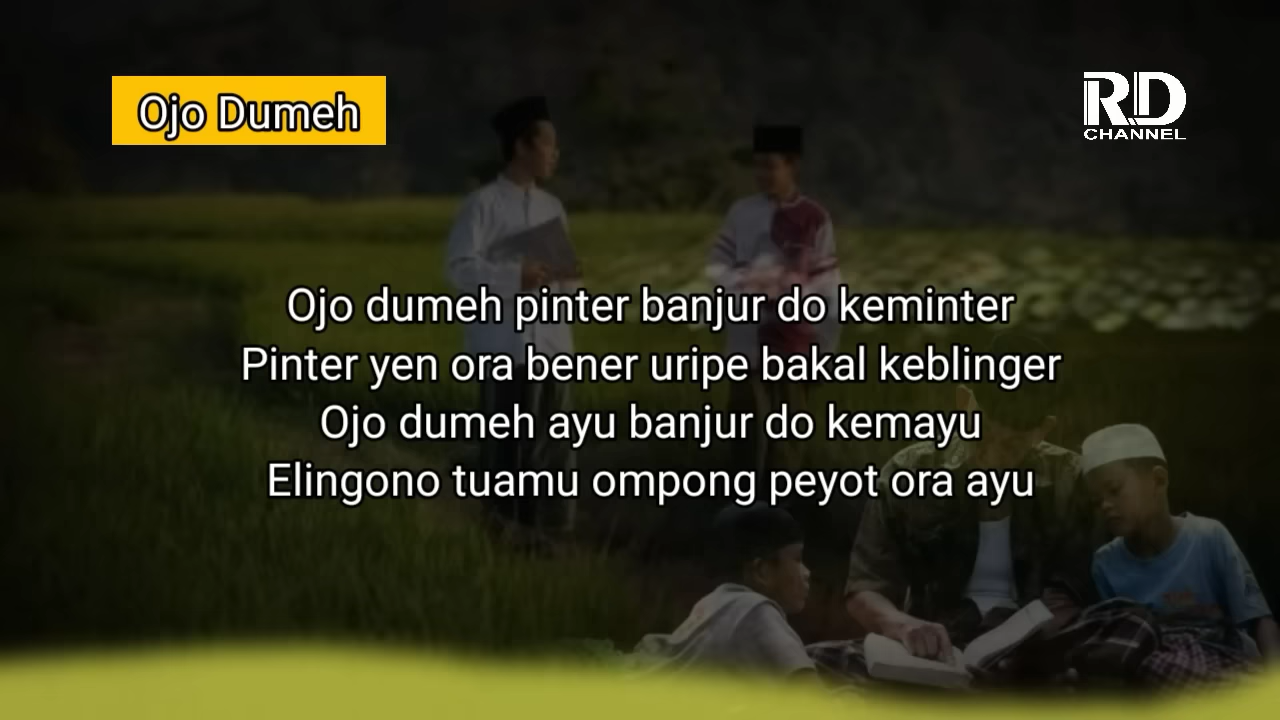 Ojo Dumeh
RD
CHANNEL
Ojo dumeh pinter banjur do keminter
Pinter yen ora bener uripe bakal keblinger
Ojo dumeh ayu banjur do kemayu
Elingono tuamu ompong peyot ora ayu